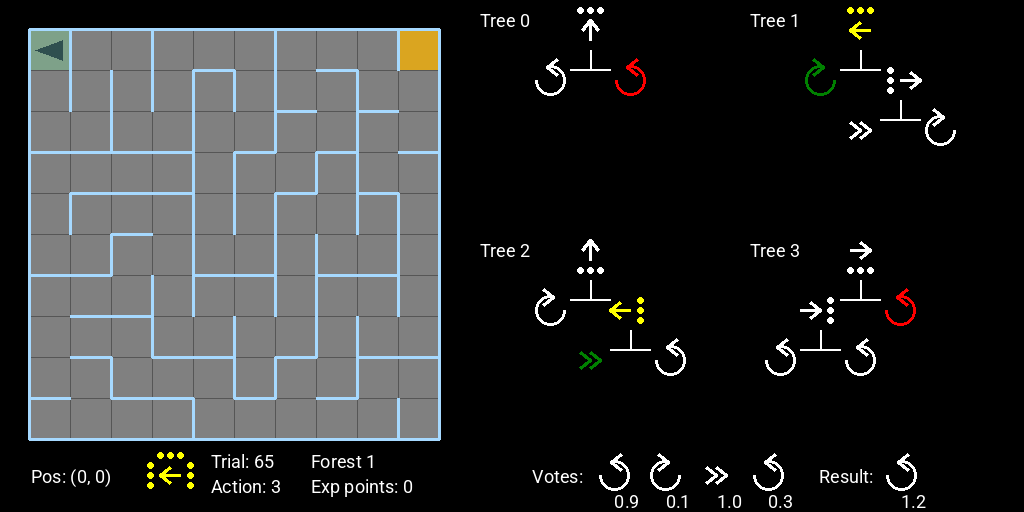 Tree 0
Tree 1
Tree 2
Tree 3
Pos: (0, 0)
Trial: 65
Forest 1
Action: 3
Exp points: 0
Votes:
0.9
0.1
1.0
0.3
Result:
1.2